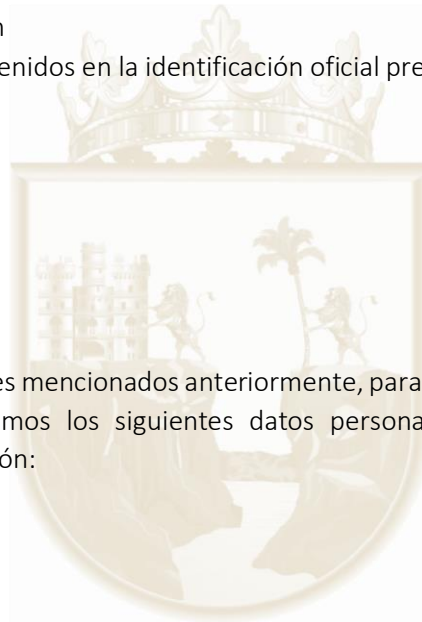 enidos en la identificación oficial pre
es mencionados anteriormente, para
mos los siguientes datos persona
ón: